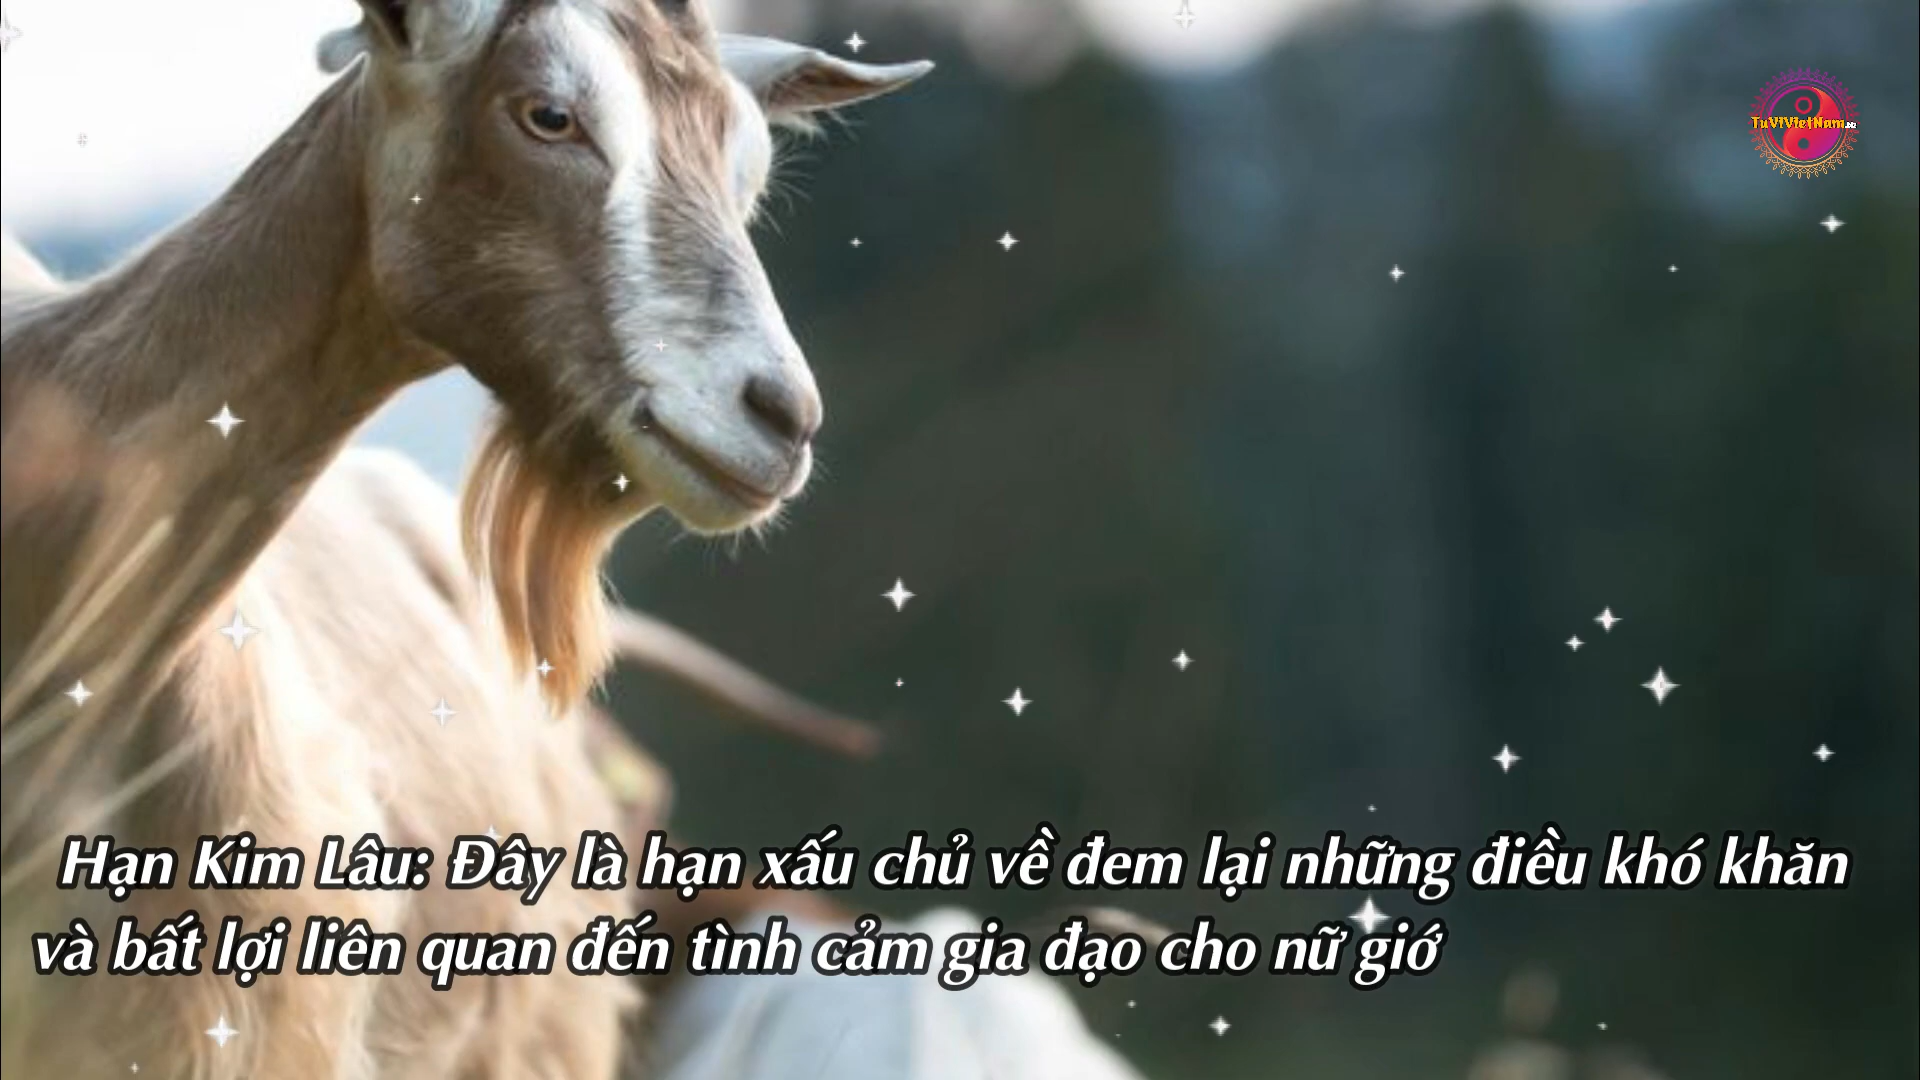 TuViVietNam
Hạn Kim Lâu: Đây là hạn xấu chủ về đem lại những điều khó khăn
và bất lợi liên quan đến tình cảm gia đạo cho nữ giớ